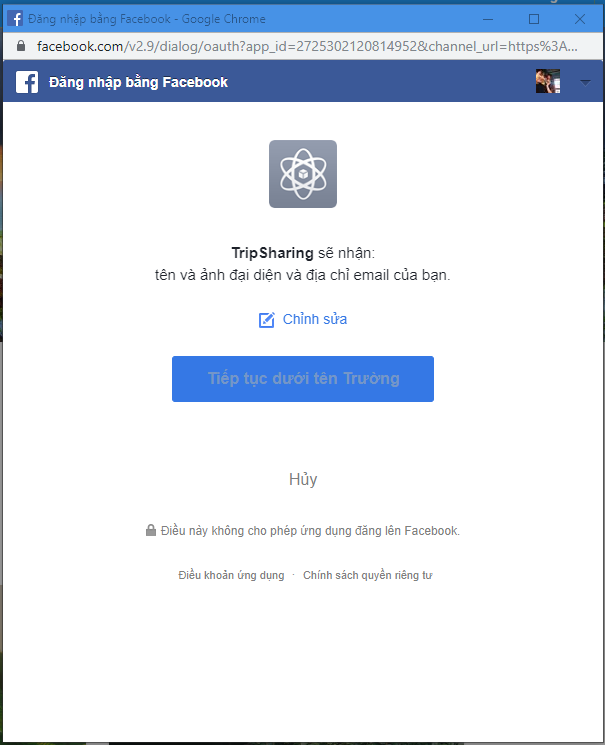 Đăng nhập bằng Facebook - Google Chrome
facebook.com/v2.9/dialog/oauth?app_id=2725302120814952&channel_url=https%3A...
Đăng nhập bằng Facebook
TripSharing sẽ nhận:
tên và ảnh đại diện và địa chỉ email của bạn.
Chỉnh sửa
Tiếp tục dưới tên Trường
Hủy
Điều này không cho phép ứng dụng đăng lên Facebook.
Điều khoản ứng dụng · Chính sách quyền riêng tư